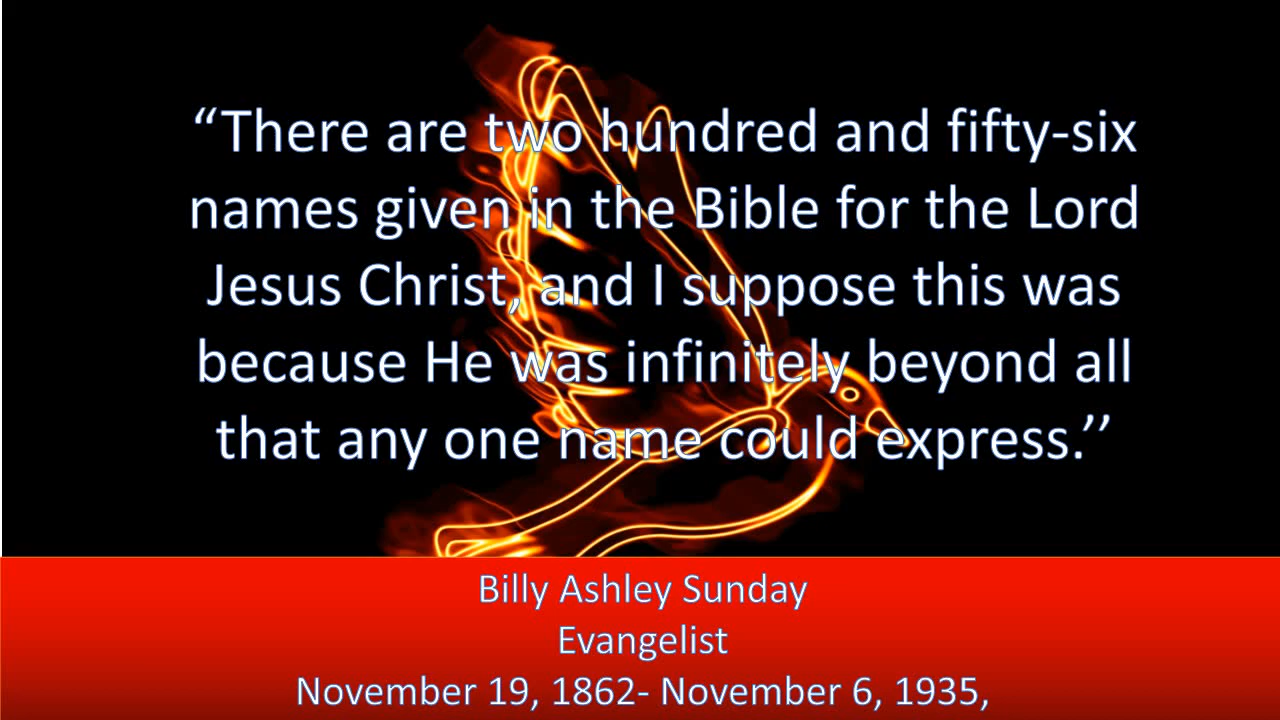 “There are two hundred and fifty-six
names given in the Bible for the Lord
Jesus Christ, and I suppose this was
because He was infinitely beyond all
that any one name could express.’’
Billy Ashley Sunday
Evangelist
November 19, 1862- November 6, 1935,